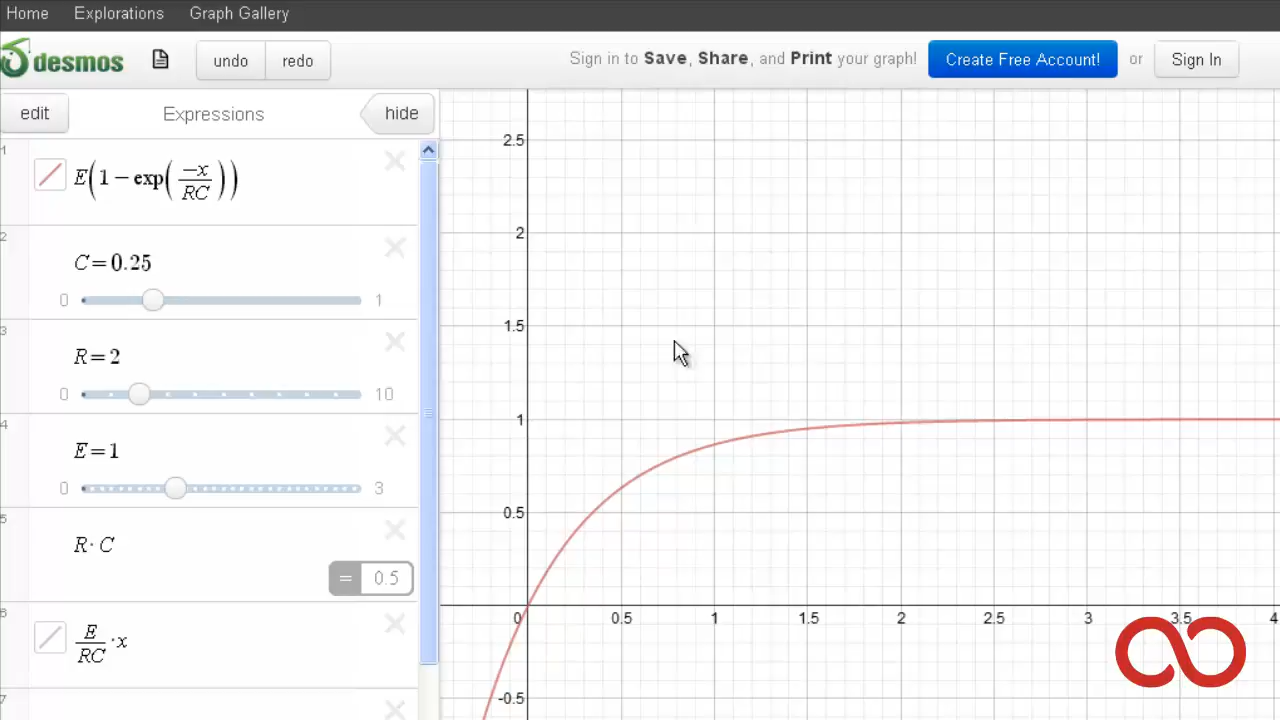 Home Explorations Graph Gallery
desmos undo redo Sign in to Save, Share, and Print your graph! Create Free Account! or Sign In
edit Expressions hide
1 E(1−exp(−x/RC))
2 C=0.25
0 1
3 R=2
0 10
4 E=1
0 3
5 R·C
= 0.5
6 E/RC·x
7
2.5
2
1.5
1
0.5
0 0.5 1 1.5 2 2.5 3 3.5 4
-0.5